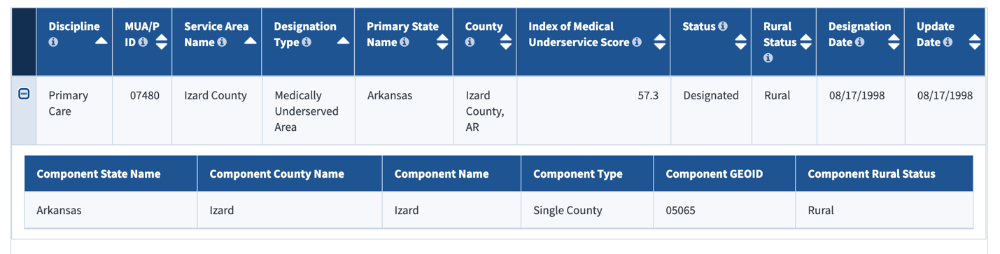 Discipline
MUA/P ID
Service Area Name
Designation Type
Primary State Name
County
Index of Medical Underservice Score
Status
Rural Status
Designation Date
Update Date
Primary Care
07480
Izard County
Medically Underserved Area
Arkansas
Izard County, AR
57.3
Designated
Rural
08/17/1998
08/17/1998
Component State Name
Component County Name
Component Name
Component Type
Component GEOID
Component Rural Status
Arkansas
Izard
Izard
Single County
05065
Rural